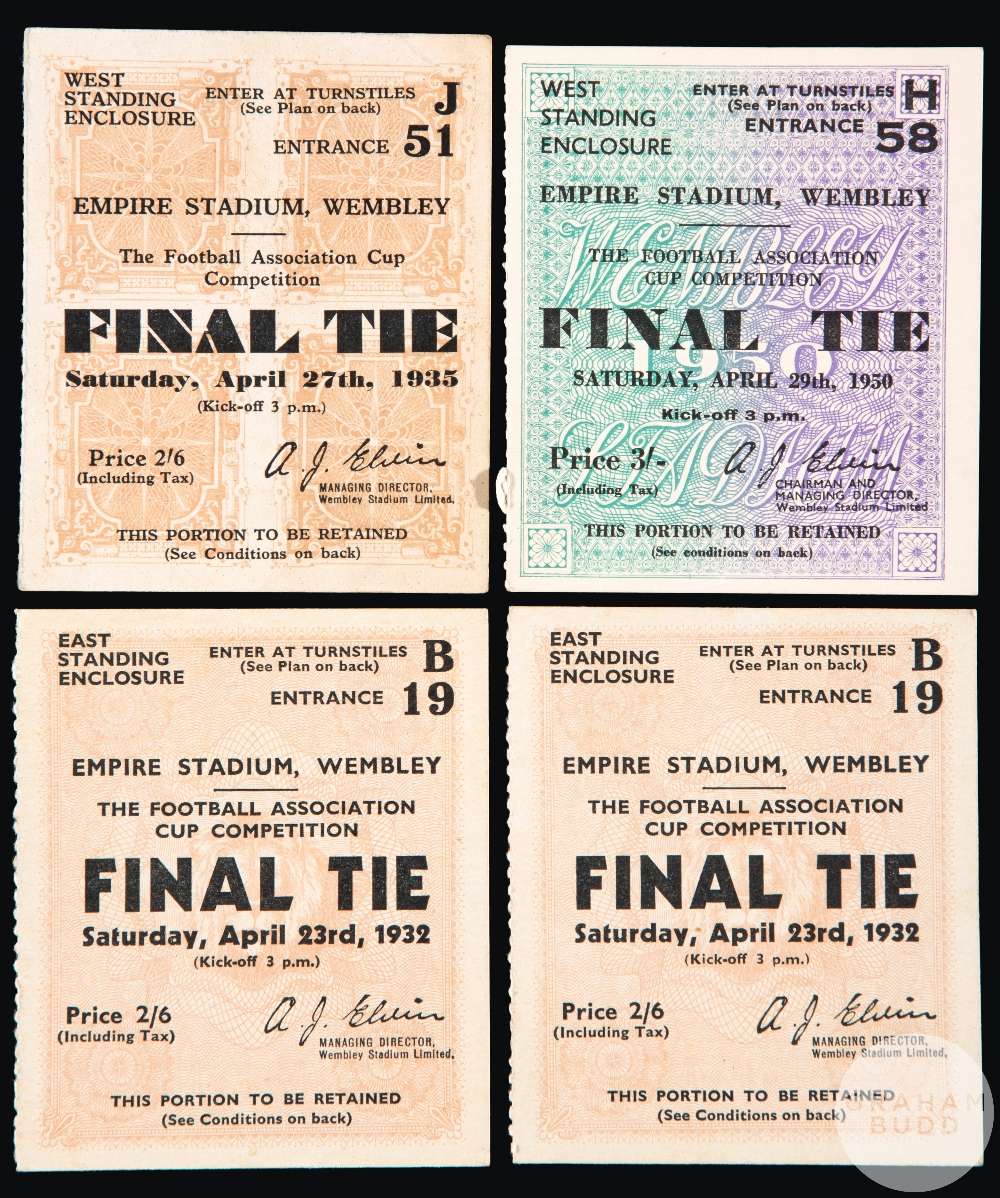 WEST
STANDING
ENCLOSURE
ENTER AT TURNSTILES J
(See Plan on back)
ENTRANCE 51
EMPIRE STADIUM, WEMBLEY
The Football Association Cup
Competition
FINAL TIE
Saturday, April 27th, 1935
(Kick-off 3 p.m.)
Price 2/6
(Including Tax)
A. J. Elvin
MANAGING DIRECTOR,
Wembley Stadium Limited.
THIS PORTION TO BE RETAINED
(See Conditions on back)
WEST
STANDING
ENCLOSURE
ENTER AT TURNSTILES H
(See Plan on back)
ENTRANCE 58
EMPIRE STADIUM, WEMBLEY
WEMBLEY
THE FOOTBALL ASSOCIATION
CUP COMPETITION
FINAL TIE
1950
SATURDAY, APRIL 29th, 1950
Kick-off 3 p.m.
STADIUM
Price 3/-
(Including Tax)
A. J. Elvin
CHAIRMAN AND
MANAGING DIRECTOR,
Wembley Stadium Limited
THIS PORTION TO BE RETAINED
(See conditions on back)
EAST
STANDING
ENCLOSURE
ENTER AT TURNSTILES B
(See Plan on back)
ENTRANCE 19
EMPIRE STADIUM, WEMBLEY
THE FOOTBALL ASSOCIATION
CUP COMPETITION
FINAL TIE
Saturday, April 23rd, 1932
(Kick-off 3 p.m.)
Price 2/6
(Including Tax)
A. J. Elvin
MANAGING DIRECTOR,
Wembley Stadium Limited.
THIS PORTION TO BE RETAINED
(See Conditions on back)
EAST
STANDING
ENCLOSURE
ENTER AT TURNSTILES B
(See Plan on back)
ENTRANCE 19
EMPIRE STADIUM, WEMBLEY
THE FOOTBALL ASSOCIATION
CUP COMPETITION
FINAL TIE
Saturday, April 23rd, 1932
(Kick-off 3 p.m.)
Price 2/6
(Including Tax)
A. J. Elvin
MANAGING DIRECTOR,
Wembley Stadium Limited.
THIS PORTION TO BE RETAINED
(See Conditions on back)
GRAHAM
BUDD